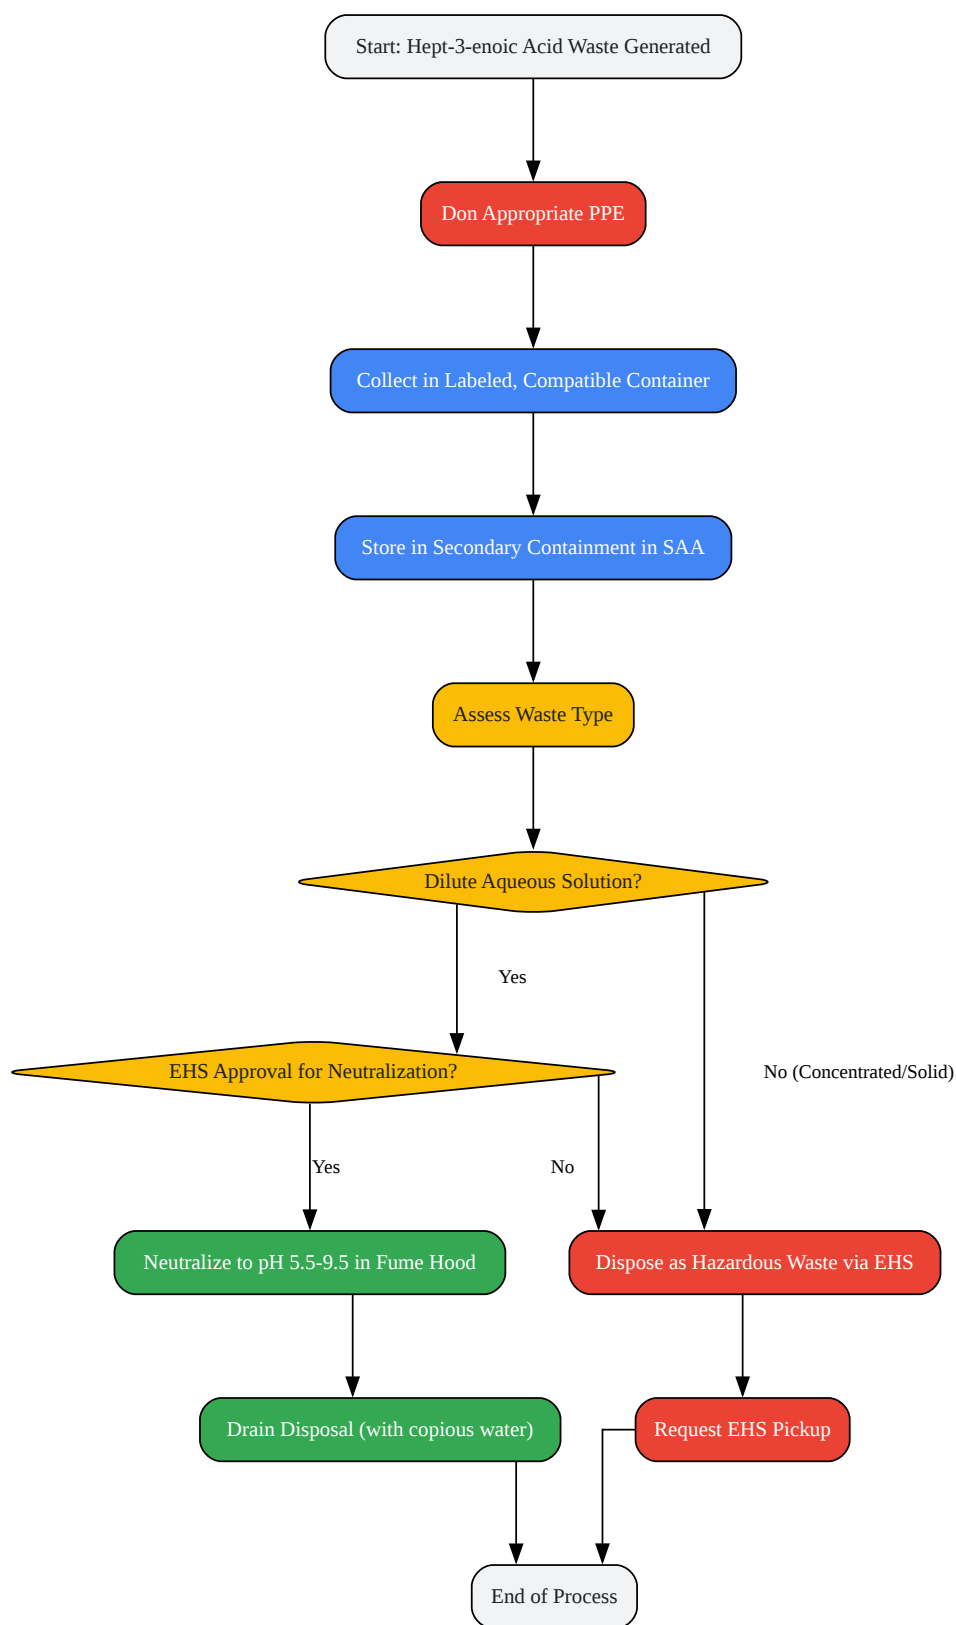 Start: Hept-3-enoic Acid Waste Generated
Don Appropriate PPE
Collect in Labeled, Compatible Container
Store in Secondary Containment in SAA
Assess Waste Type
Dilute Aqueous Solution?
Yes
EHS Approval for Neutralization?
No (Concentrated/Solid)
Yes
No
Neutralize to pH 5.5-9.5 in Fume Hood
Dispose as Hazardous Waste via EHS
Drain Disposal (with copious water)
Request EHS Pickup
End of Process